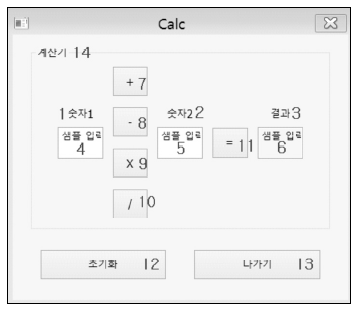 Calc
계산기 14
+ 7
1 숫자1
- 8
숫자2 2
결과 3
샘플 입력
4
샘플 입력
5
= 11
샘플 입력
6
x 9
/ 10
초기화 12
나가기 13